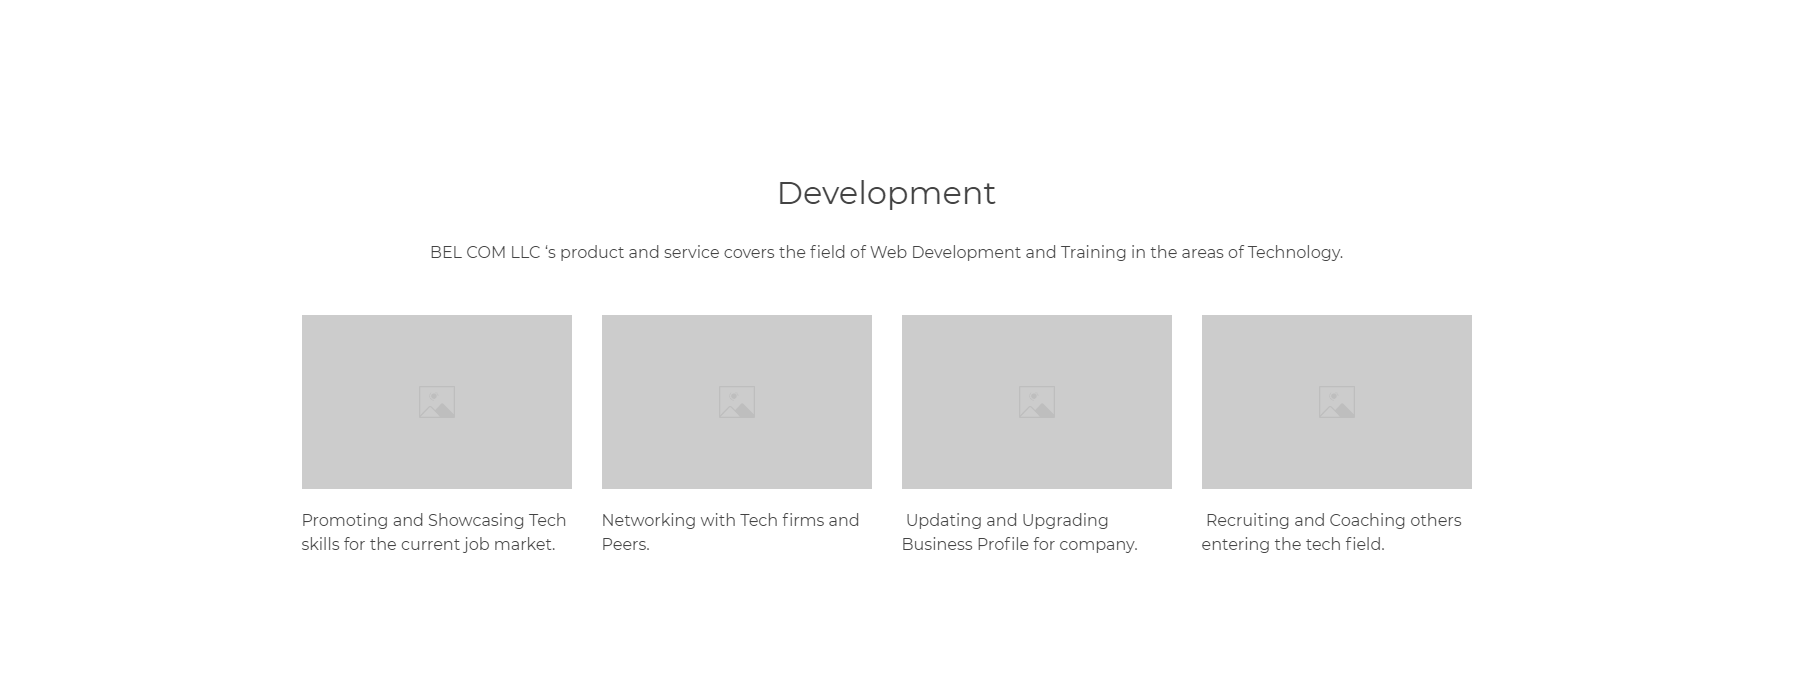 Development
BEL COM LLC ‘s product and service covers the field of Web Development and Training in the areas of Technology.
Promoting and Showcasing Tech
skills for the current job market.
Networking with Tech firms and
Peers.
Updating and Upgrading
Business Profile for company.
Recruiting and Coaching others
entering the tech field.